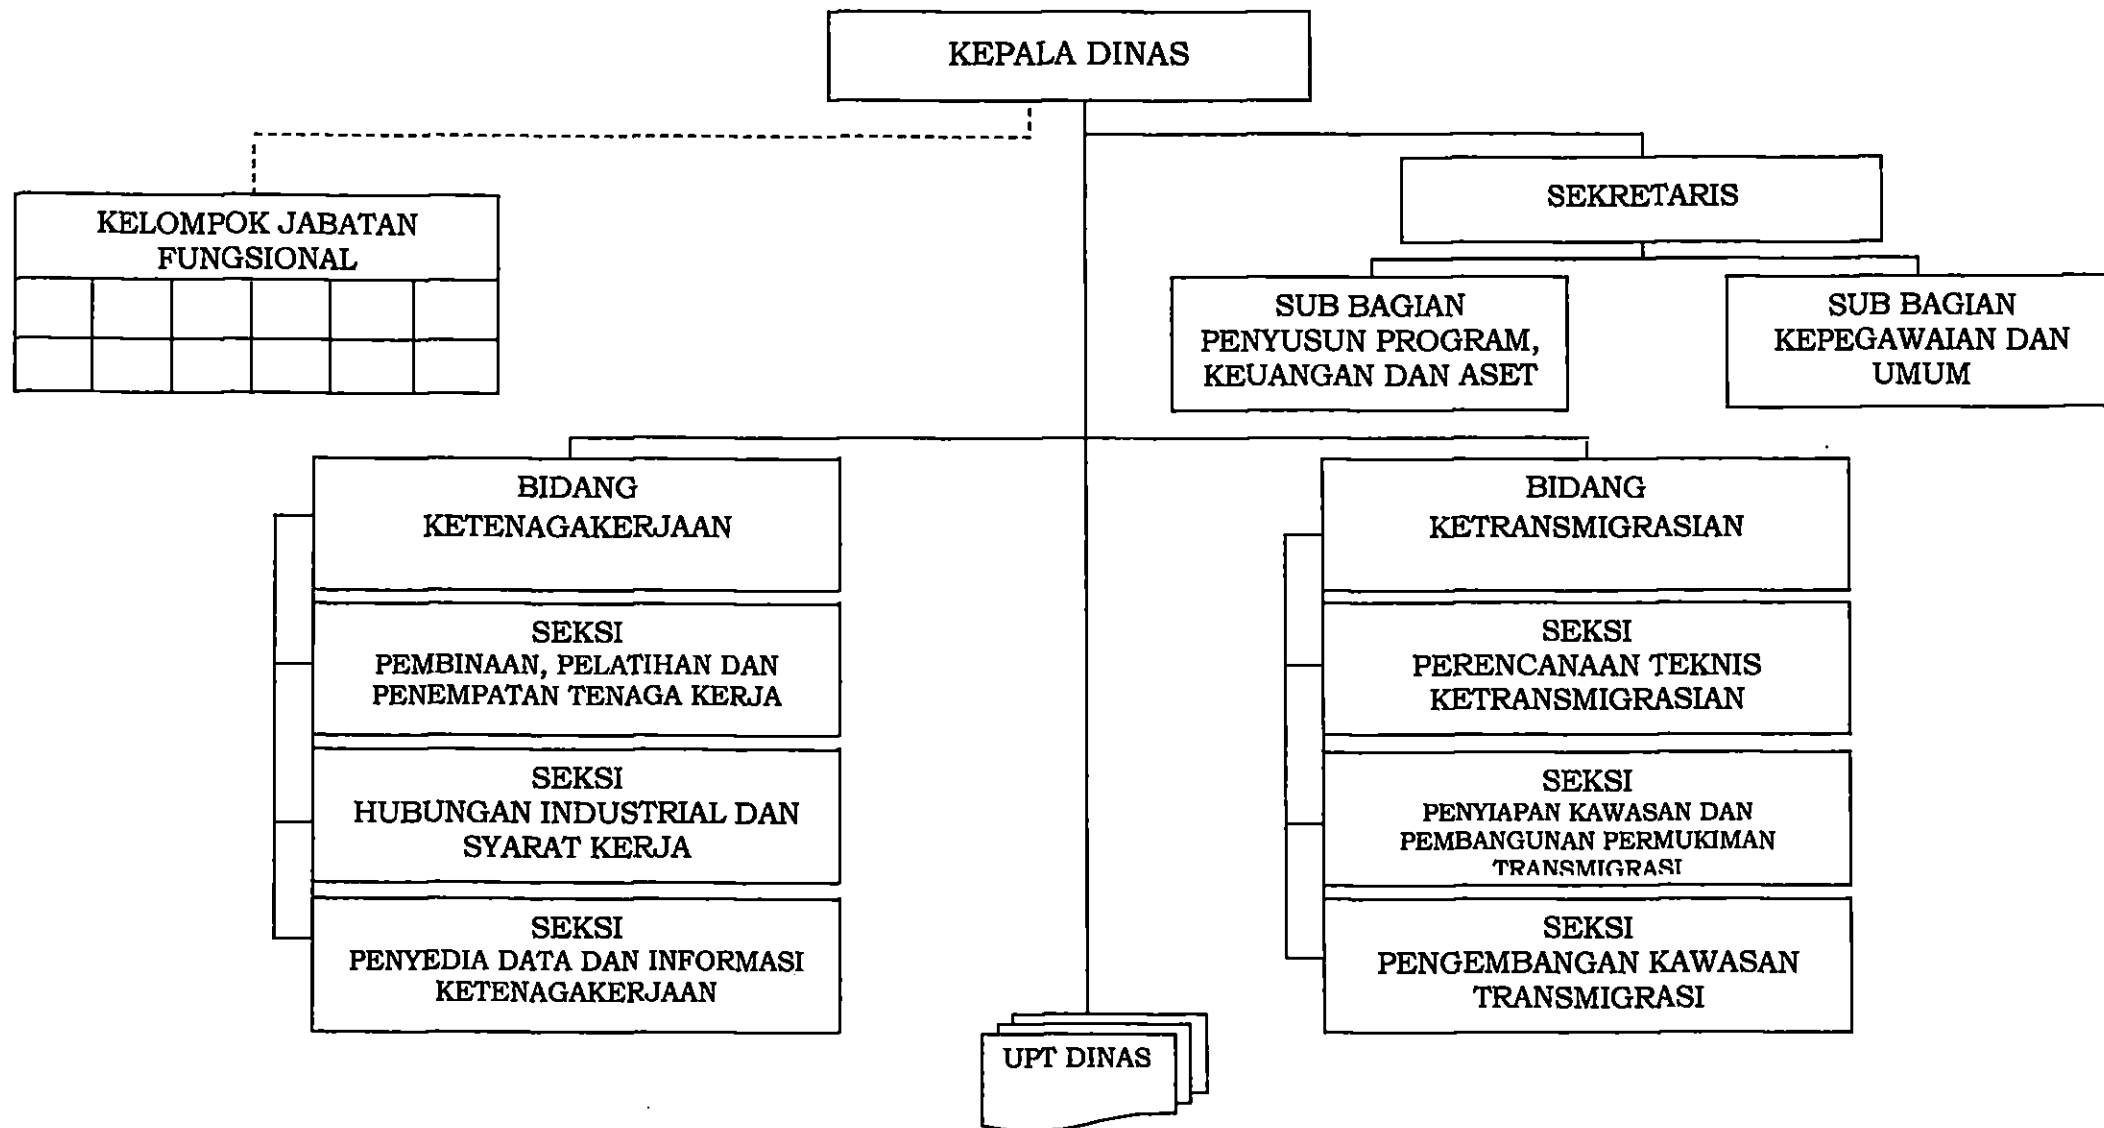 KEPALA DINAS
SEKRETARIS
KELOMPOK JABATAN
FUNGSIONAL
SUB BAGIAN
PENYUSUN PROGRAM,
KEUANGAN DAN ASET
SUB BAGIAN
KEPEGAWAIAN DAN
UMUM
BIDANG
KETENAGAKERJAAN
SEKSI
PEMBINAAN, PELATIHAN DAN
PENEMPATAN TENAGA KERJA
SEKSI
HUBUNGAN INDUSTRIAL DAN
SYARAT KERJA
SEKSI
PENYEDIA DATA DAN INFORMASI
KETENAGAKERJAAN
BIDANG
KETRANSMIGRASIAN
SEKSI
PERENCANAAN TEKNIS
KETRANSMIGRASIAN
SEKSI
PENYIAPAN KAWASAN DAN
PEMBANGUNAN PERMUKIMAN
TRANSMIGRASI
SEKSI
PENGEMBANGAN KAWASAN
TRANSMIGRASI
UPT DINAS